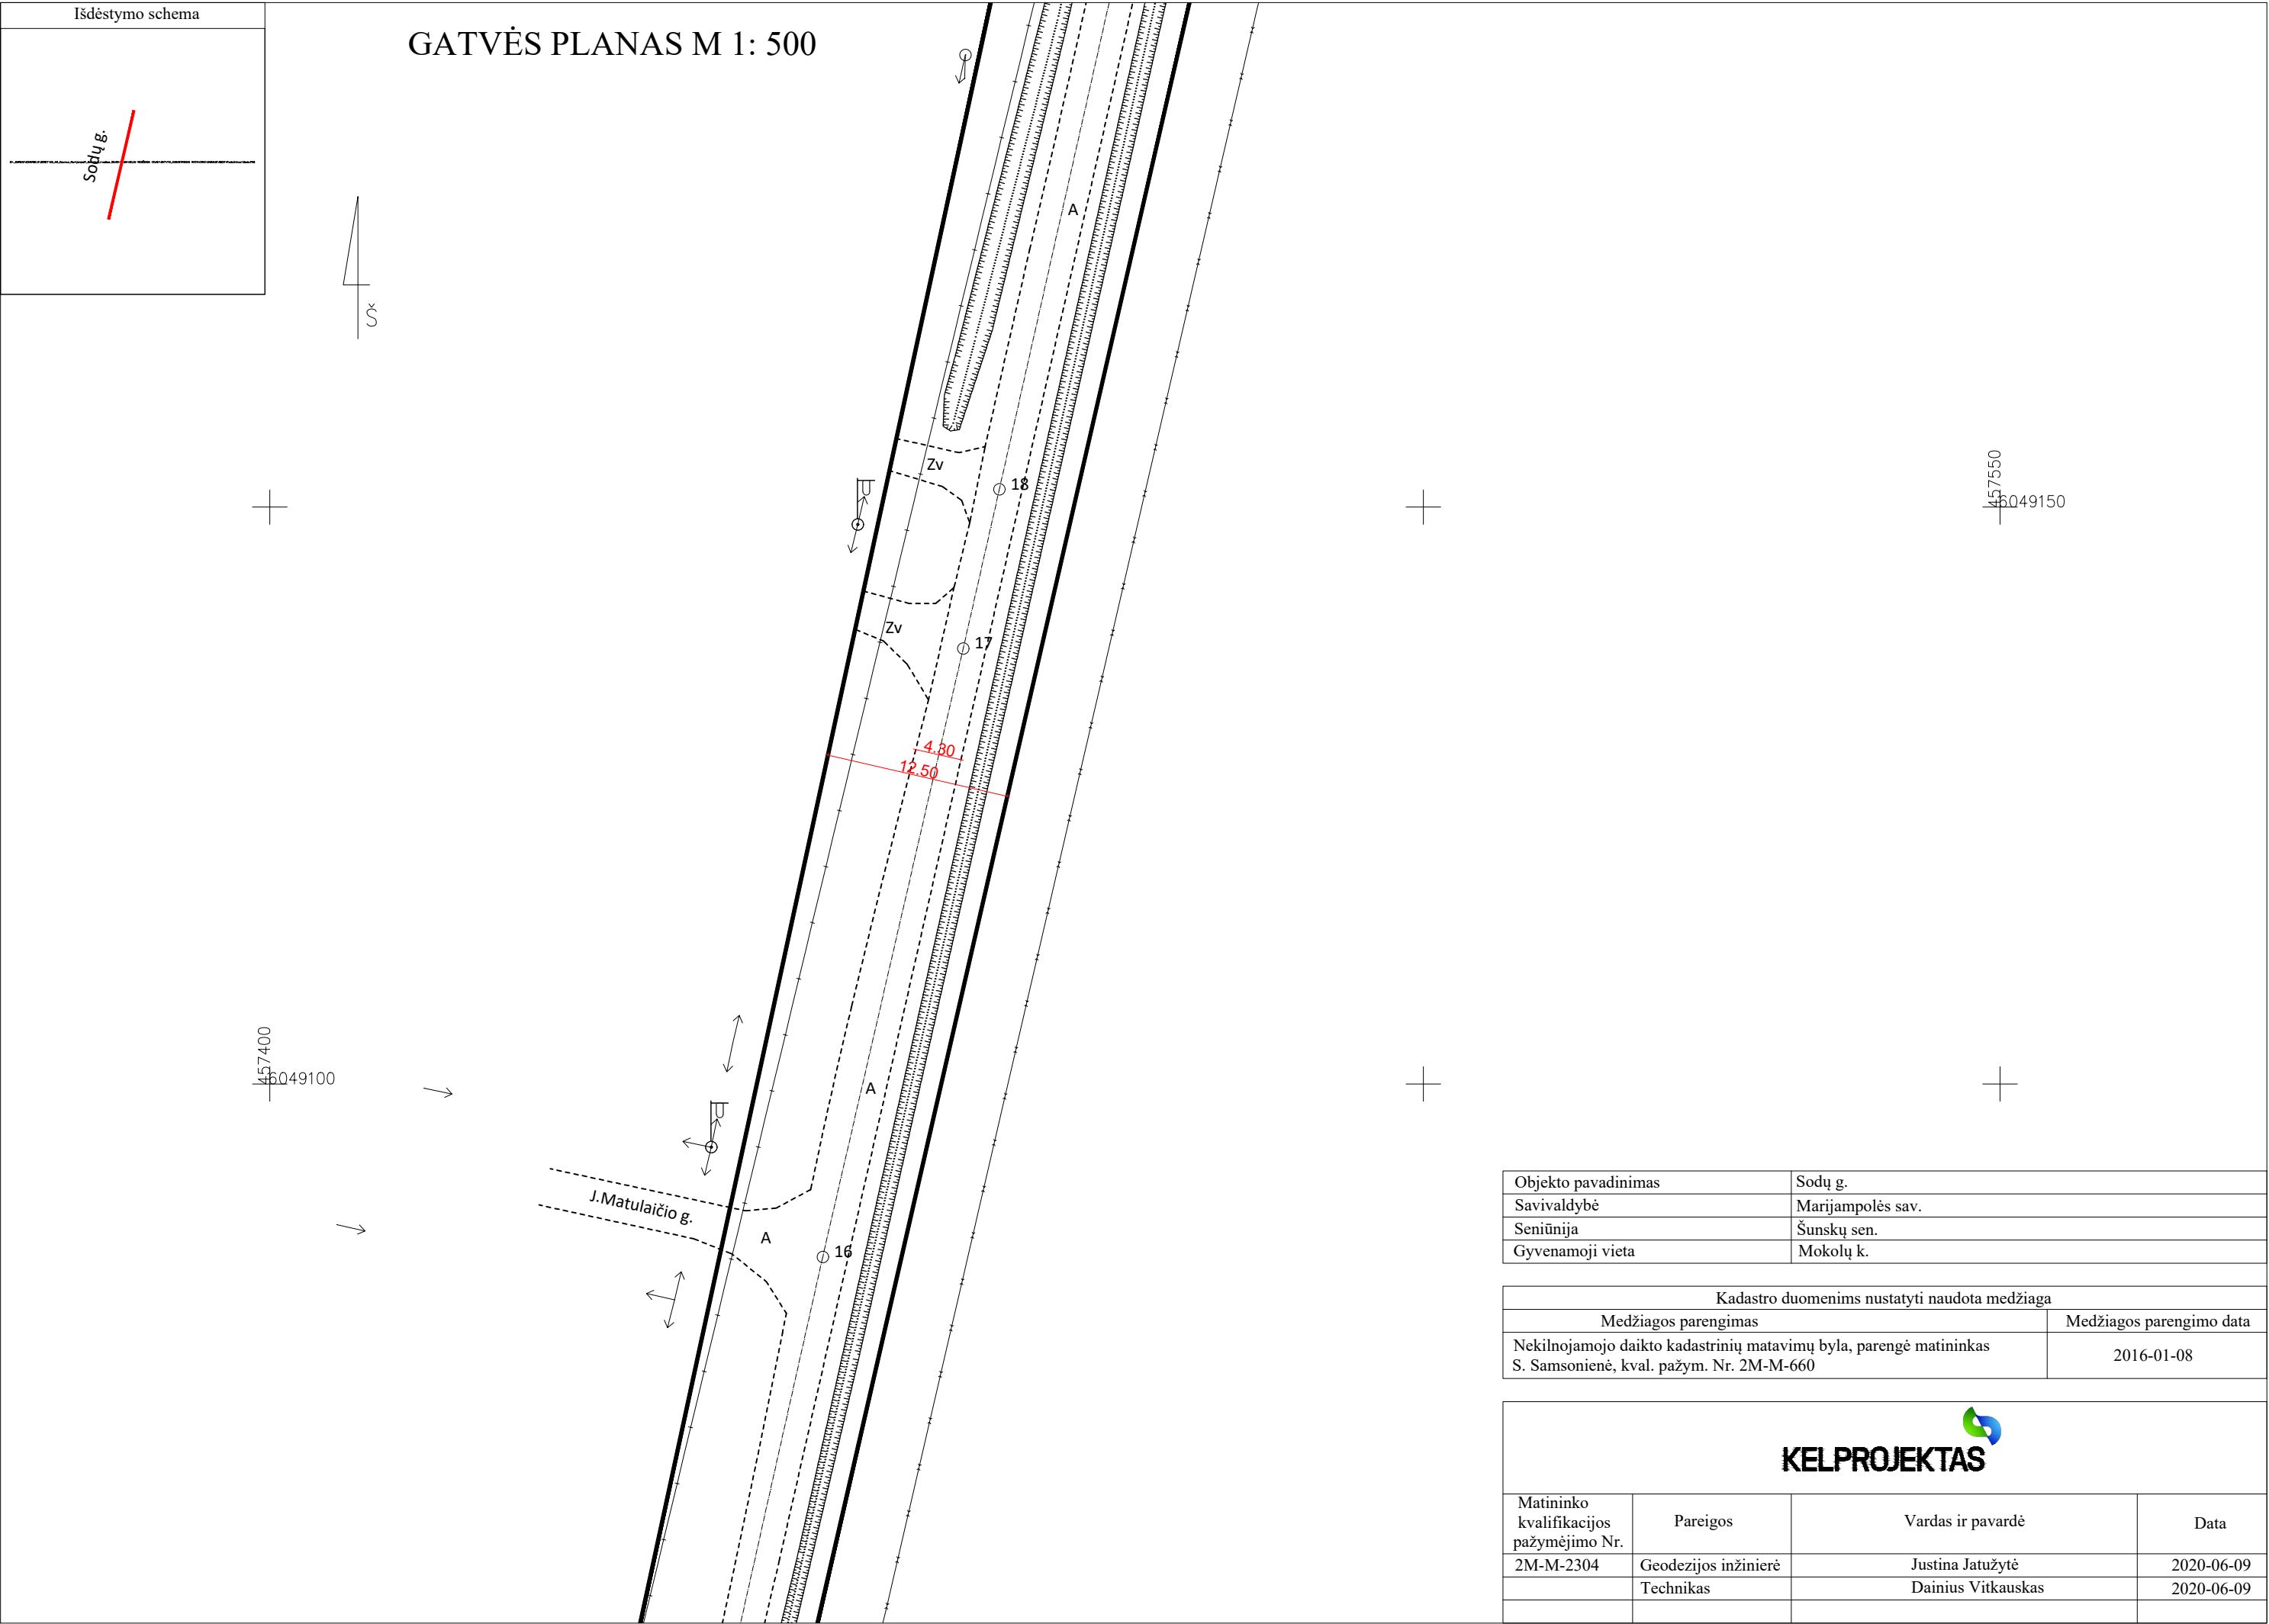 Išdėstymo schema
GATVĖS PLANAS M 1: 500
Sodų g.
Š
A
Zv
18
457550
6049150
Zv
17
4.30
12.50
457400
6049100
A
J.Matulaičio g.
A
16
Objekto pavadinimas Sodų g.
Savivaldybė Marijampolės sav.
Seniūnija Šunskų sen.
Gyvenamoji vieta Mokolų k.
Kadastro duomenims nustatyti naudota medžiaga
Medžiagos parengimas Medžiagos parengimo data
Nekilnojamojo daikto kadastrinių matavimų byla, parengė matininkas
S. Samsonienė, kval. pažym. Nr. 2M-M-660
2016-01-08
KELPROJEKTAS
Matininko
kvalifikacijos
pažymėjimo Nr.
Pareigos
Vardas ir pavardė
Data
2M-M-2304 Geodezijos inžinierė Justina Jatužytė 2020-06-09
Technikas Dainius Vitkauskas 2020-06-09